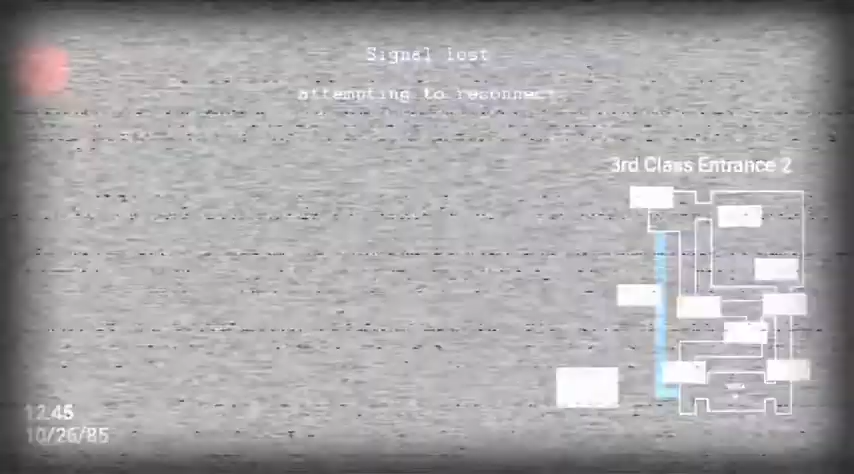 Signal lost
attempting to reconnect
3rd Class Entrance 2
12.45
10/26/85